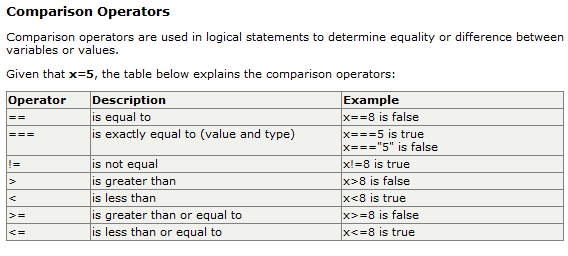 Comparison Operators
Comparison operators are used in logical statements to determine equality or difference between
variables or values.
Given that x=5, the table below explains the comparison operators:
Operator Description Example
== is equal to x==8 is false
=== is exactly equal to (value and type) x===5 is true
x==="5" is false
!= is not equal x!=8 is true
> is greater than x>8 is false
< is less than x<8 is true
>= is greater than or equal to x>=8 is false
<= is less than or equal to x<=8 is true